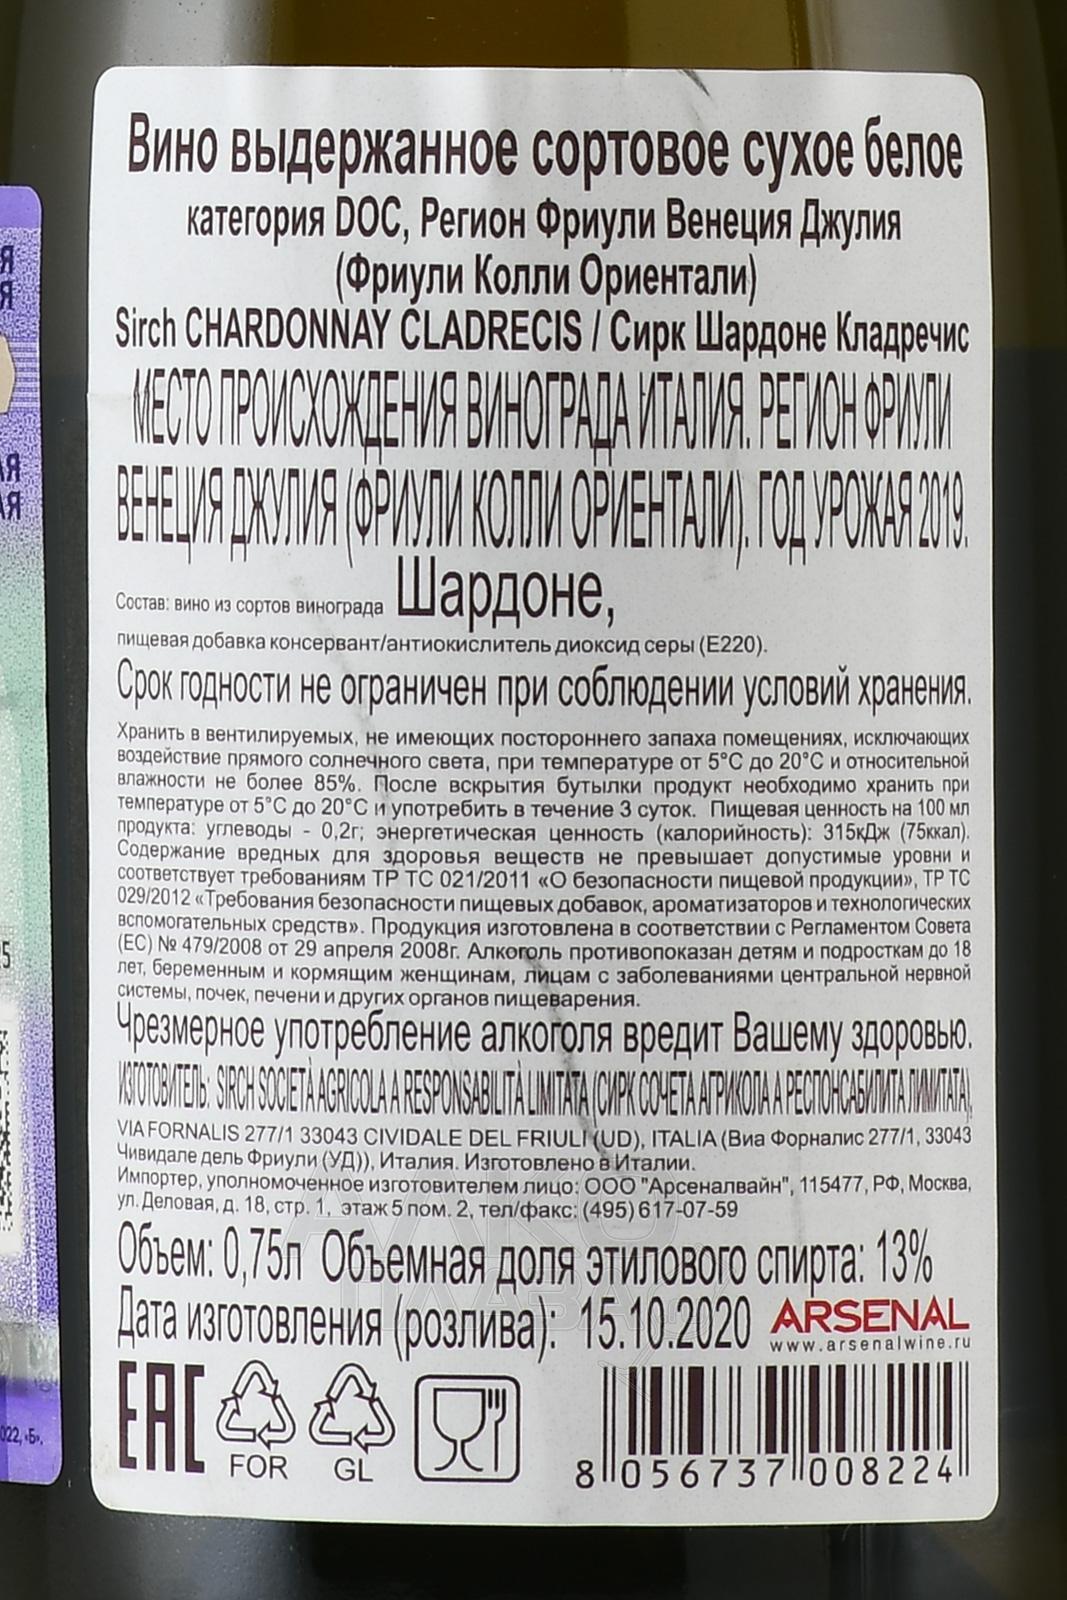 Вино выдержанное сортовое сухое белое
категория DOC, Регион Фриули Венеция Джулия
(Фриули Колли Ориентали)
Sirch CHARDONNAY CLADRECIS / Сирк Шардоне Кладречис
МЕСТО ПРОИСХОЖДЕНИЯ ВИНОГРАДА ИТАЛИЯ. РЕГИОН ФРИУЛИ
ВЕНЕЦИЯ ДЖУЛИЯ (ФРИУЛИ КОЛЛИ ОРИЕНТАЛИ). ГОД УРОЖАЯ 2019.
Состав: вино из сортов винограда Шардоне,
пищевая добавка консервант/антиокислитель диоксид серы (Е220).
Срок годности не ограничен при соблюдении условий хранения.
Хранить в вентилируемых, не имеющих постороннего запаха помещениях, исключающих
воздействие прямого солнечного света, при температуре от 5°С до 20°С и относительной
влажности не более 85%. После вскрытия бутылки продукт необходимо хранить при
температуре от 5°С до 20°С и употребить в течение 3 суток. Пищевая ценность на 100 мл
продукта: углеводы - 0,2г; энергетическая ценность (калорийность): 315кДж (75ккал).
Содержание вредных для здоровья веществ не превышает допустимые уровни и
соответствует требованиям ТР ТС 021/2011 «О безопасности пищевой продукции», ТР ТС
029/2012 «Требования безопасности пищевых добавок, ароматизаторов и технологических
вспомогательных средств». Продукция изготовлена в соответствии с Регламентом Совета
(ЕС) № 479/2008 от 29 апреля 2008г. Алкоголь противопоказан детям и подросткам до 18
лет, беременным и кормящим женщинам, лицам с заболеваниями центральной нервной
системы, почек, печени и других органов пищеварения.
Чрезмерное употребление алкоголя вредит Вашему здоровью.
ИЗГОТОВИТЕЛЬ: SIRCH SOCIETÀ AGRICOLA A RESPONSABILITÀ LIMITATA (СИРК СОЧЕТА АГРИКОЛА А РЕСПОНСАБИЛИТА ЛИМИТАТА),
VIA FORNALIS 277/1 33043 CIVIDALE DEL FRIULI (UD), ITALIA (Виа Форналис 277/1, 33043
Чивидале дель Фриули (УД)), Италия. Изготовлено в Италии.
Импортер, уполномоченное изготовителем лицо: ООО "Арсеналвайн", 115477, РФ, Москва,
ул. Деловая, д. 18, стр. 1, этаж 5 пом. 2, тел/факс: (495) 617-07-59
Объем: 0,75л Объемная доля этилового спирта: 13%
Дата изготовления (розлива): 15.10.2020 ARSENAL
www.arsenalwine.ru
EAC
FOR GL
8 056737 008224